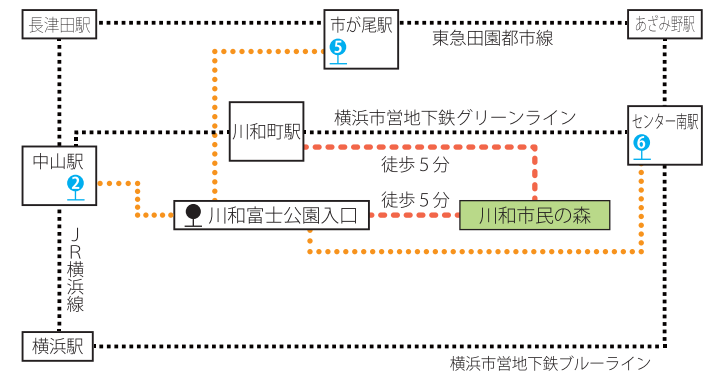 長津田駅
市が尾駅
5
あざみ野駅
東急田園都市線
川和町駅
横浜市営地下鉄グリーンライン
センター南駅
6
中山駅
2
徒歩5分
徒歩5分
川和富士公園入口
川和市民の森
JR横浜線
横浜駅
横浜市営地下鉄ブルーライン